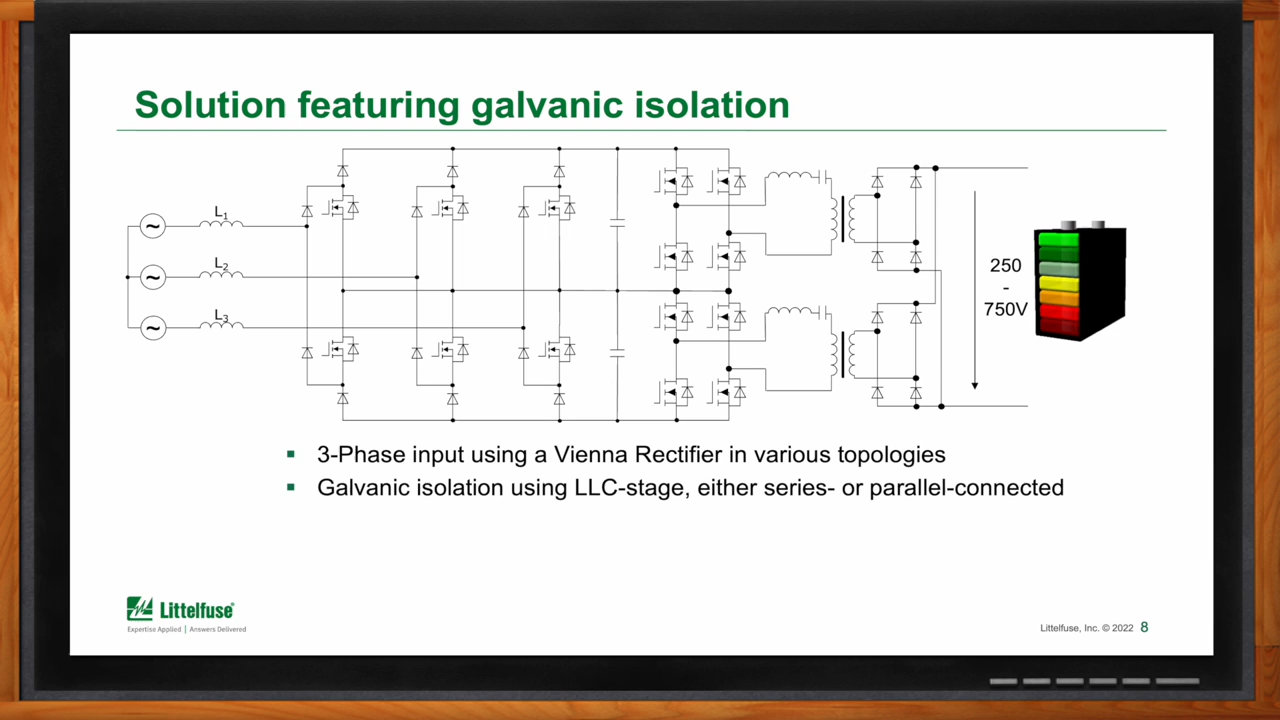 Solution featuring galvanic isolation
L1
L2
L3
~
~
~
250
-
750V
▪ 3-Phase input using a Vienna Rectifier in various topologies
▪ Galvanic isolation using LLC-stage, either series- or parallel-connected
Littelfuse®
Expertise Applied | Answers Delivered
Littelfuse, Inc. © 2022 8